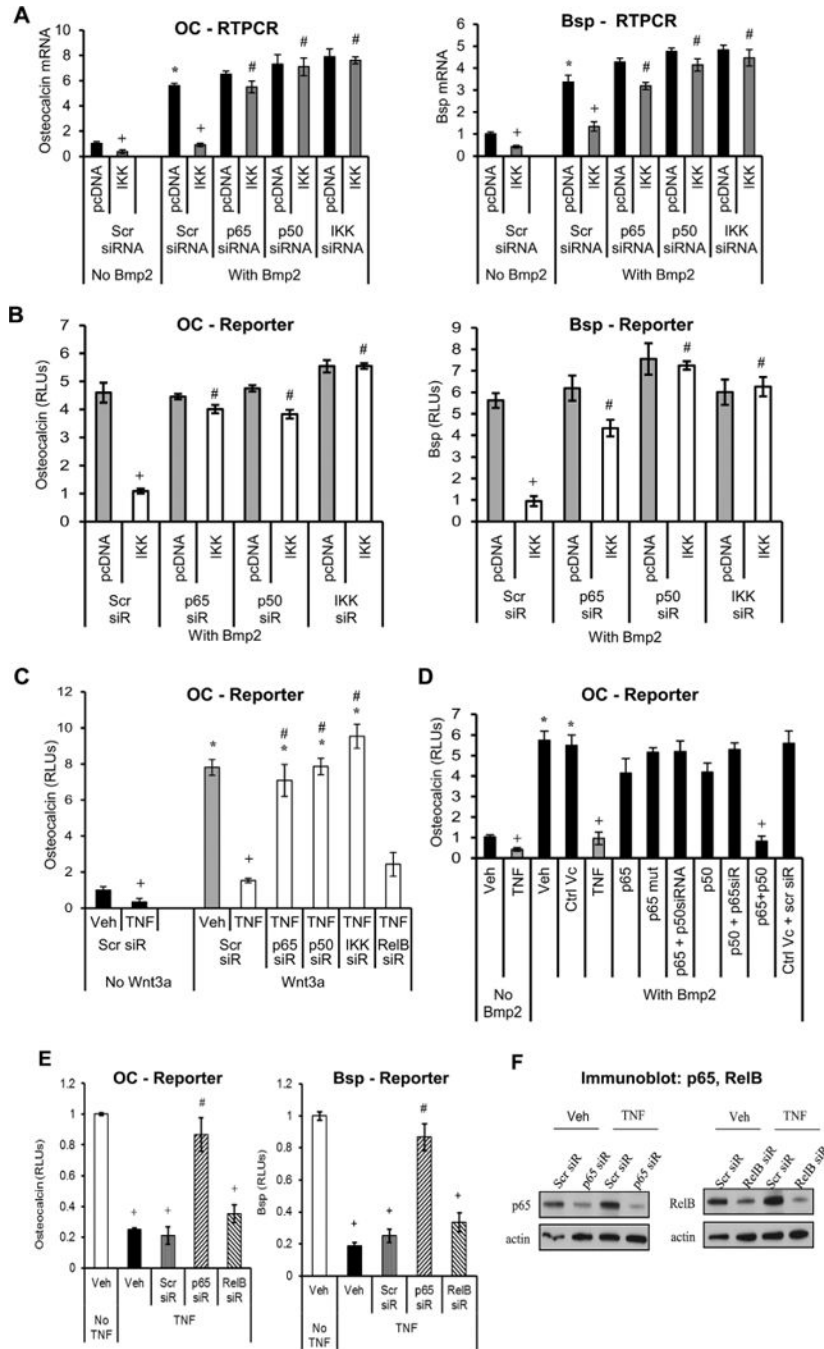 A
OC - RTPCR
Osteocalcin mRNA
10
8
6
4
2
0
+ * + # # #
pcDNA IKK pcDNA IKK pcDNA IKK pcDNA IKK pcDNA IKK
Scr siRNA Scr siRNA p65 siRNA p50 siRNA IKK siRNA
No Bmp2 With Bmp2
Bsp - RTPCR
Bsp mRNA
6
5
4
3
2
1
0
+ * + # # #
pcDNA IKK pcDNA IKK pcDNA IKK pcDNA IKK pcDNA IKK
Scr siRNA Scr siRNA p65 siRNA p50 siRNA IKK siRNA
No Bmp2 With Bmp2
B
OC - Reporter
Osteocalcin (RLUs)
7
6
5
4
3
2
1
0
+ # # #
pcDNA IKK pcDNA IKK pcDNA IKK pcDNA IKK
Scr siR p65 siR p50 siR IKK siR
With Bmp2
Bsp - Reporter
Bsp (RLUs)
9
8
7
6
5
4
3
2
1
0
+ # # #
pcDNA IKK pcDNA IKK pcDNA IKK pcDNA IKK
Scr siR p65 siR p50 siR IKK siR
With Bmp2
C
OC - Reporter
Osteocalcin (RLUs)
12
10
8
6
4
2
0
# # #
+ * + * * *
Veh TNF Veh TNF TNF TNF TNF TNF
Scr siR Scr siR p65 siR p50 siR IKK siR RelB siR
No Wnt3a Wnt3a
D
OC - Reporter
Osteocalcin (RLUs)
7
6
5
4
3
2
1
0
+ * * + +
Veh TNF Veh Ctrl Vc TNF p65 p65 mut p65 + p50siRNA p50 p50 + p65siR p65+p50 Ctrl Vc + scr siR
No Bmp2 With Bmp2
E
OC - Reporter
Osteocalcin (RLUs)
1.2
1
0.8
0.6
0.4
0.2
0
+ + # +
Veh Veh Scr siR p65 siR RelB siR
No TNF TNF
Bsp - Reporter
Bsp (RLUs)
1.2
1
0.8
0.6
0.4
0.2
0
+ + # +
Veh Veh Scr siR p65 siR RelB siR
No TNF TNF
F
Immunoblot: p65, RelB
Veh TNF
Scr siR p65 siR Scr siR p65 siR
p65
actin
Veh TNF
Scr siR RelB siR Scr siR RelB siR
RelB
actin